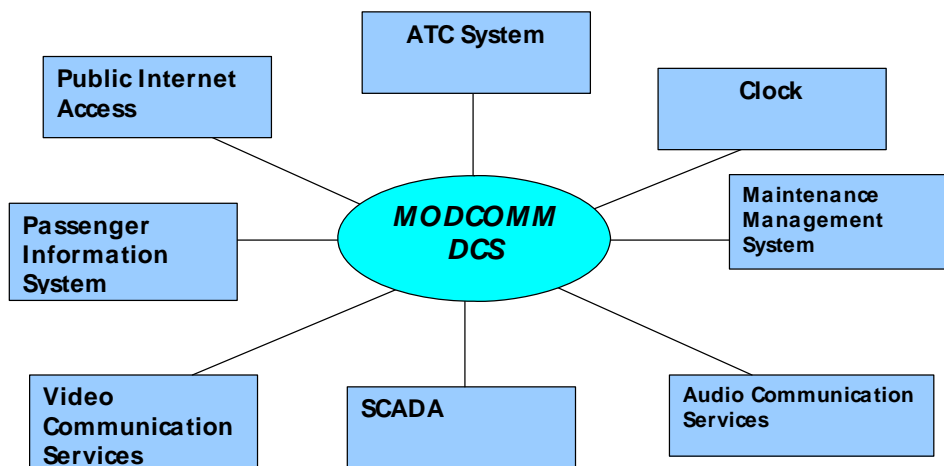 ATC System
Public Internet
Access
Clock
MODCOMM
DCS
Maintenance
Management
System
Passenger
Information
System
Video
Communication
Services
SCADA
Audio Communication
Services